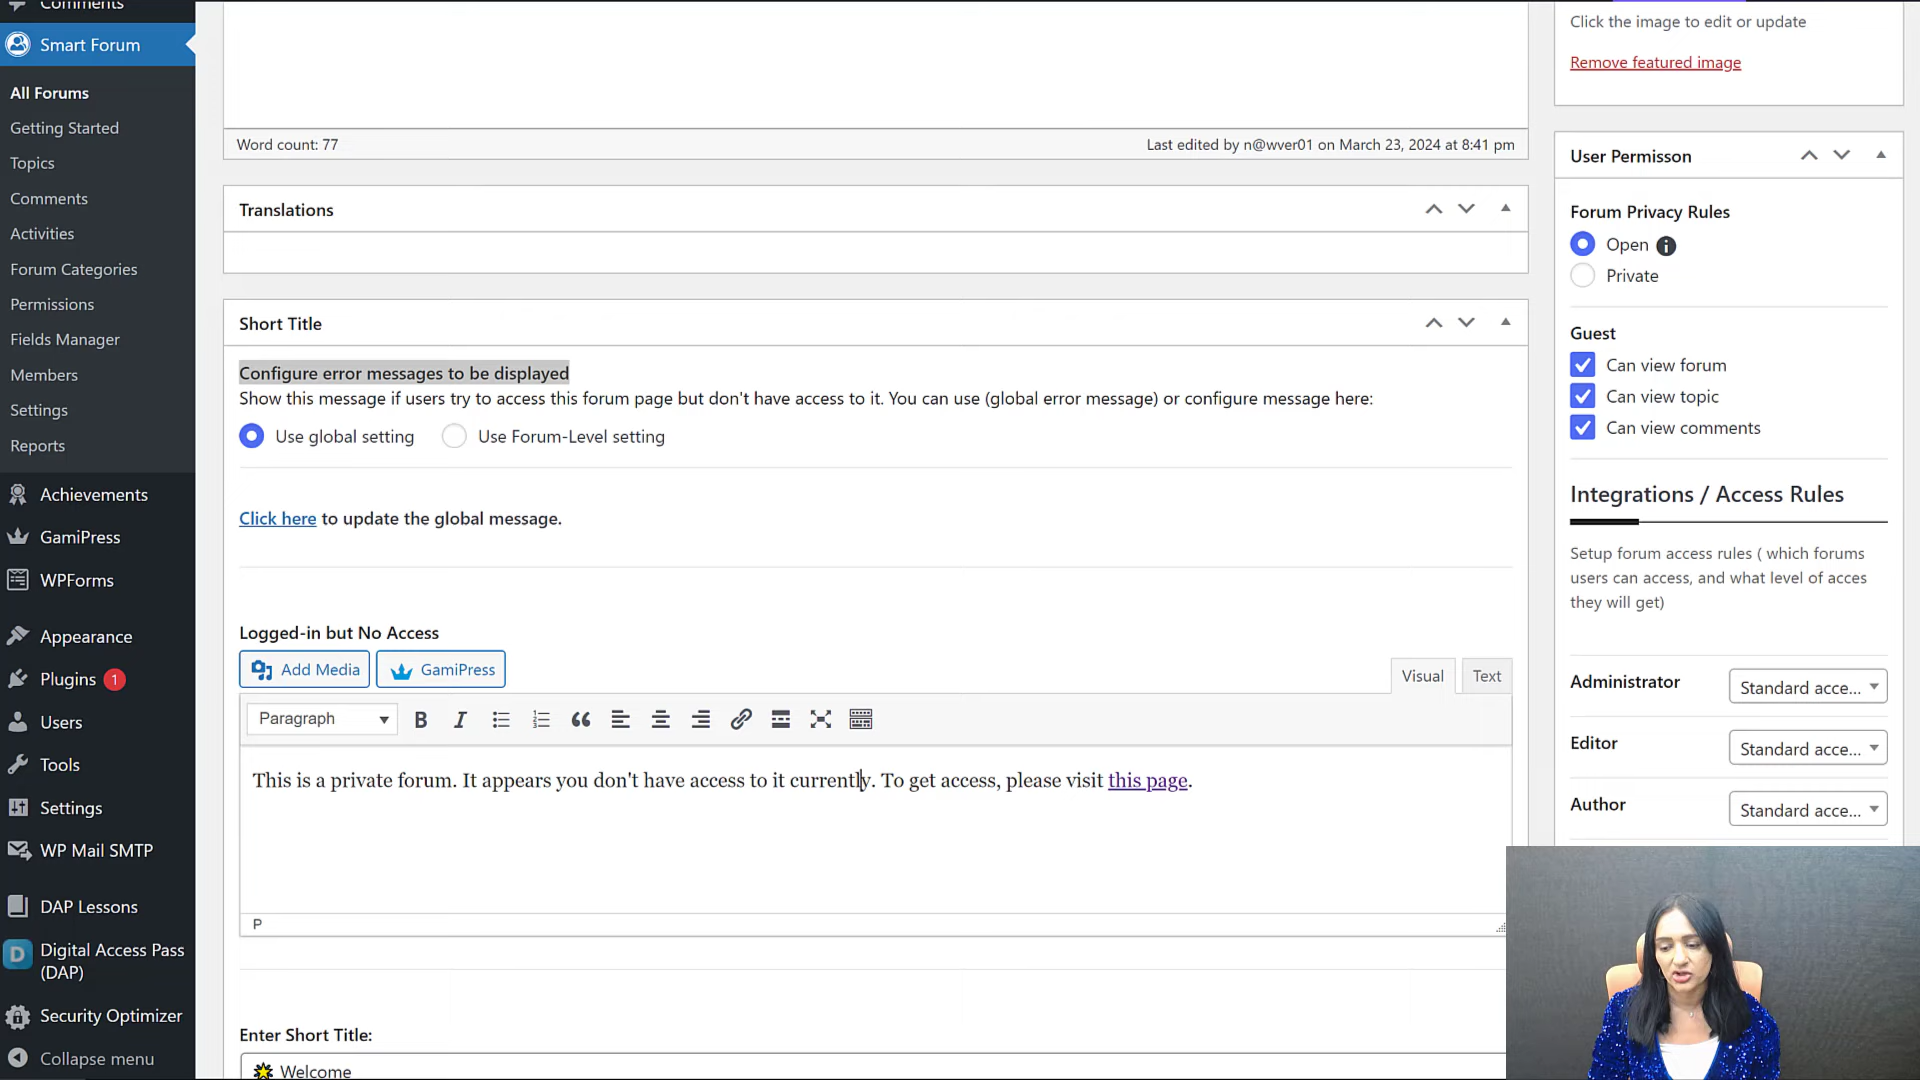 Comments
Smart Forum
All Forums
Getting Started
Topics
Comments
Activities
Forum Categories
Permissions
Fields Manager
Members
Settings
Reports
Achievements
GamiPress
WPForms
Appearance
Plugins 1
Users
Tools
Settings
WP Mail SMTP
DAP Lessons
Digital Access Pass
(DAP)
Security Optimizer
Collapse menu
Word count: 77
Last edited by n@wver01 on March 23, 2024 at 8:41 pm
Translations
Short Title
Configure error messages to be displayed
Show this message if users try to access this forum page but don't have access to it. You can use (global error message) or configure message here:
Use global setting
Use Forum-Level setting
Click here to update the global message.
Logged-in but No Access
Add Media
GamiPress
Visual
Text
Paragraph
This is a private forum. It appears you don't have access to it currently. To get access, please visit this page.
P
Enter Short Title:
Welcome
Click the image to edit or update
Remove featured image
User Permisson
Forum Privacy Rules
Open
Private
Guest
Can view forum
Can view topic
Can view comments
Integrations / Access Rules
Setup forum access rules ( which forums
users can access, and what level of acces
they will get)
Administrator
Standard acce...
Editor
Standard acce...
Author
Standard acce...